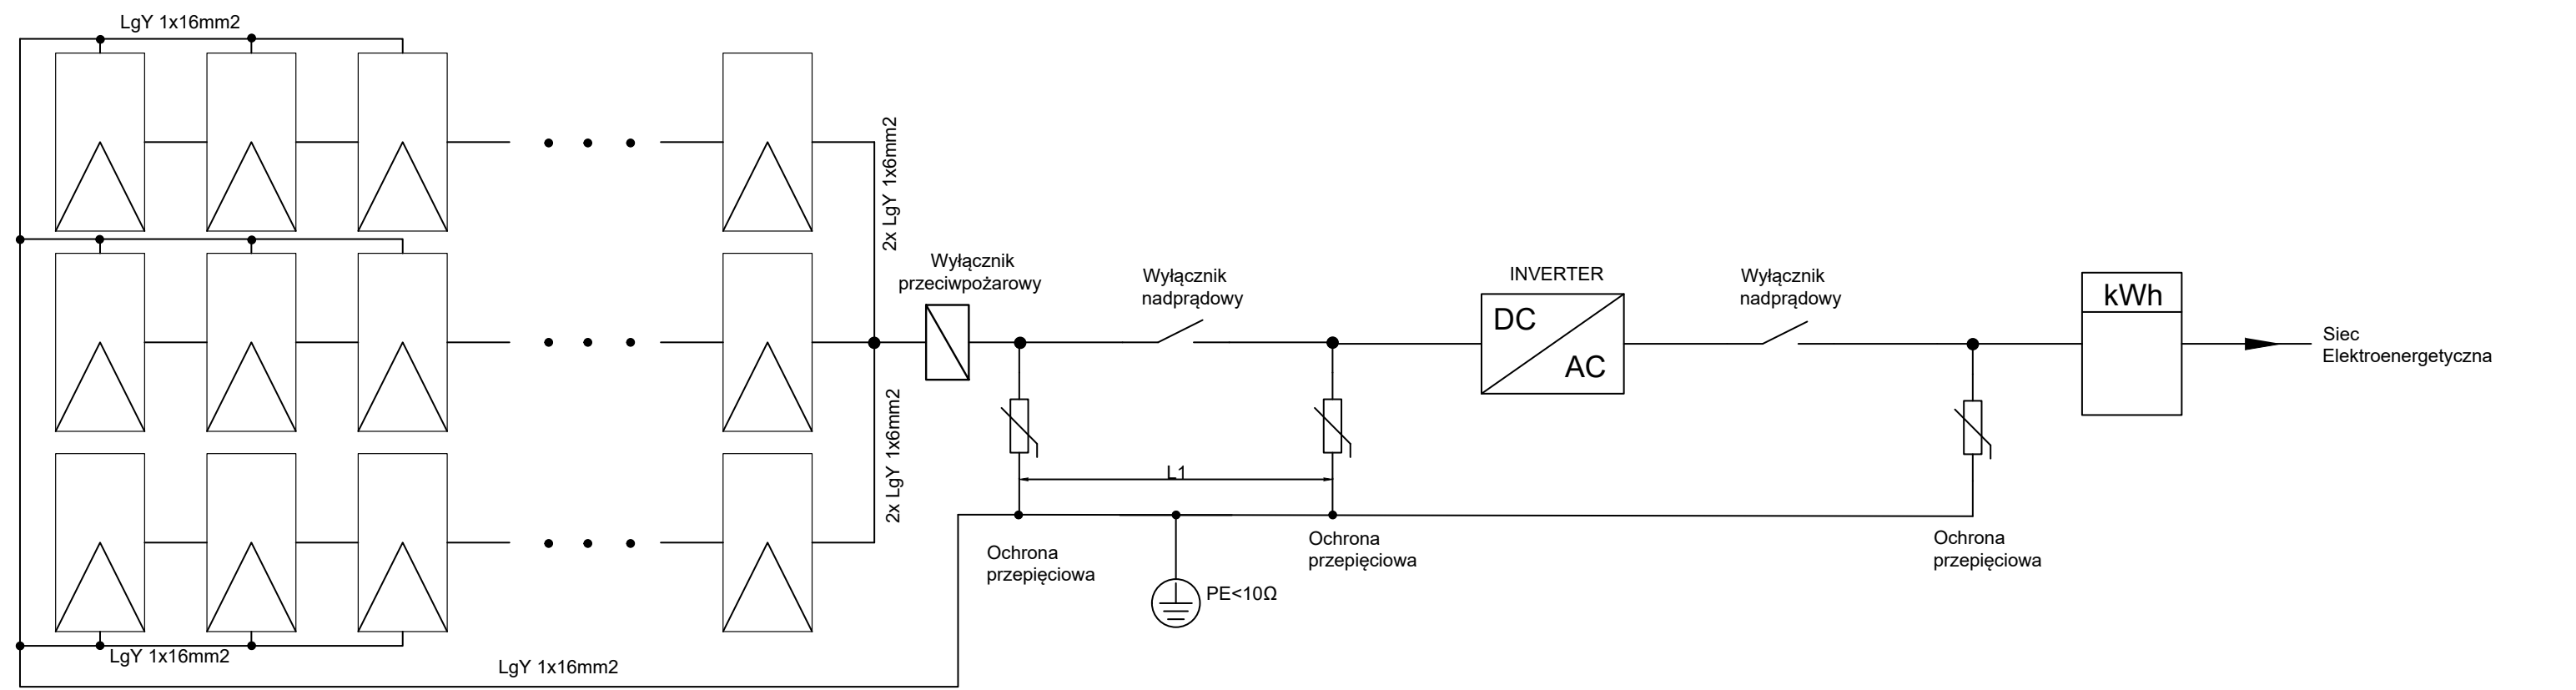 LgY 1x16mm2
2x LgY 1x6mm2
Wyłącznik
przeciwpożarowy
Wyłącznik
nadprądowy
INVERTER
DC
AC
Wyłącznik
nadprądowy
kWh
Siec
Elektroenergetyczna
2x LgY 1x6mm2
L1
Ochrona
przepięciowa
Ochrona
przepięciowa
Ochrona
przepięciowa
PE<10Ω
LgY 1x16mm2
LgY 1x16mm2